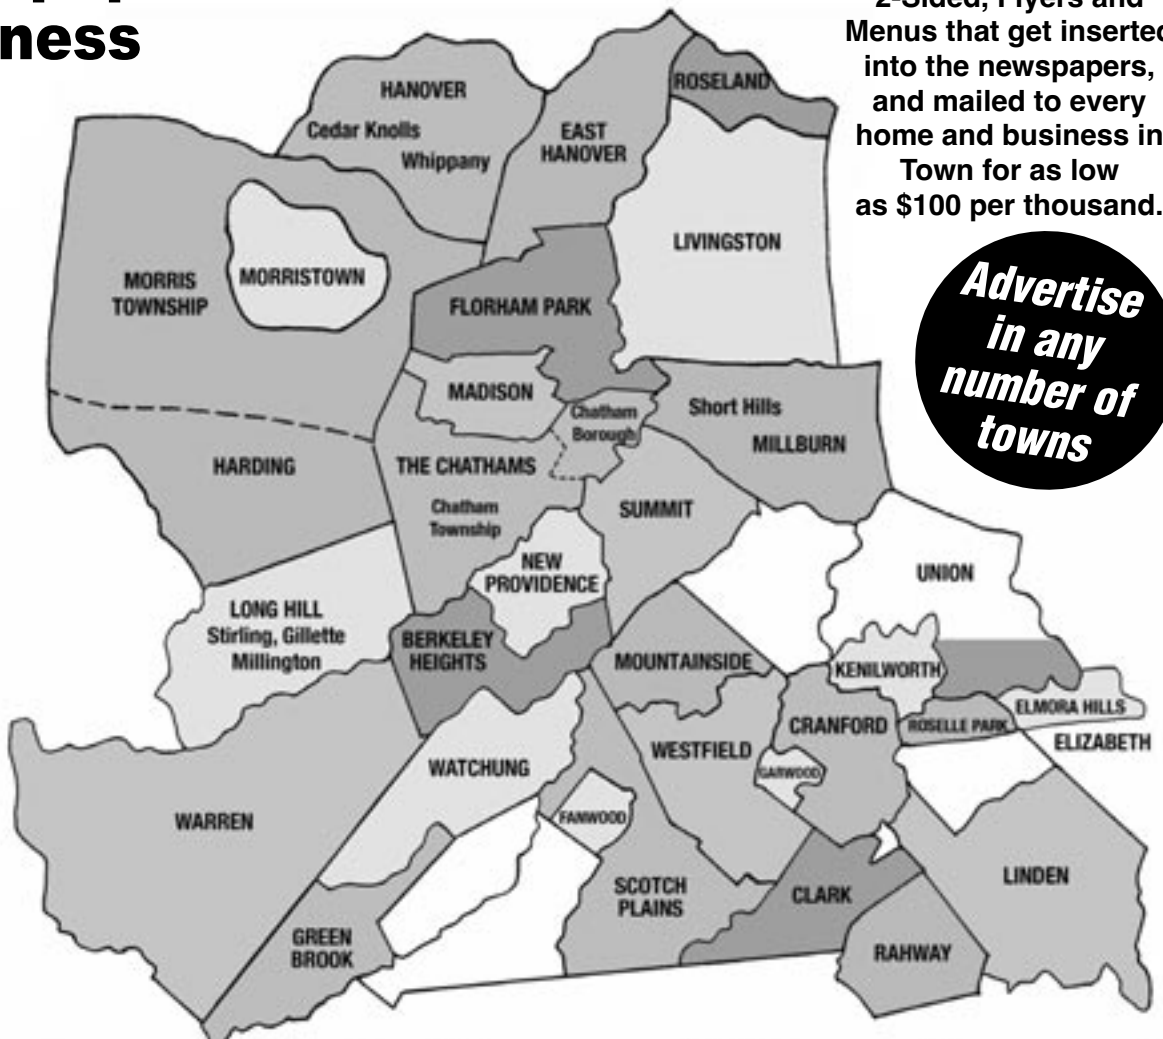 ness
2-Sided, Flyers and
Menus that get inserted
into the newspapers,
and mailed to every
home and business in
Town for as low
as $100 per thousand.
Advertise
in any
number of
towns
HANOVER
Cedar Knolls
Whippany
EAST
HANOVER
ROSELAND
LIVINGSTON
MORRIS
TOWNSHIP
MORRISTOWN
FLORHAM PARK
MADISON
Chatham
Borough
Short Hills
MILLBURN
HARDING
THE CHATHAMS
Chatham
Township
SUMMIT
NEW
PROVIDENCE
UNION
LONG HILL
Stirling, Gillette
Millington
BERKELEY
HEIGHTS
MOUNTAINSIDE
KENILWORTH
ELMORA HILLS
ROSELLE PARK
CRANFORD
ELIZABETH
WESTFIELD
GARWOOD
WATCHUNG
WARREN
FANWOOD
SCOTCH
PLAINS
CLARK
LINDEN
GREEN
BROOK
RAHWAY